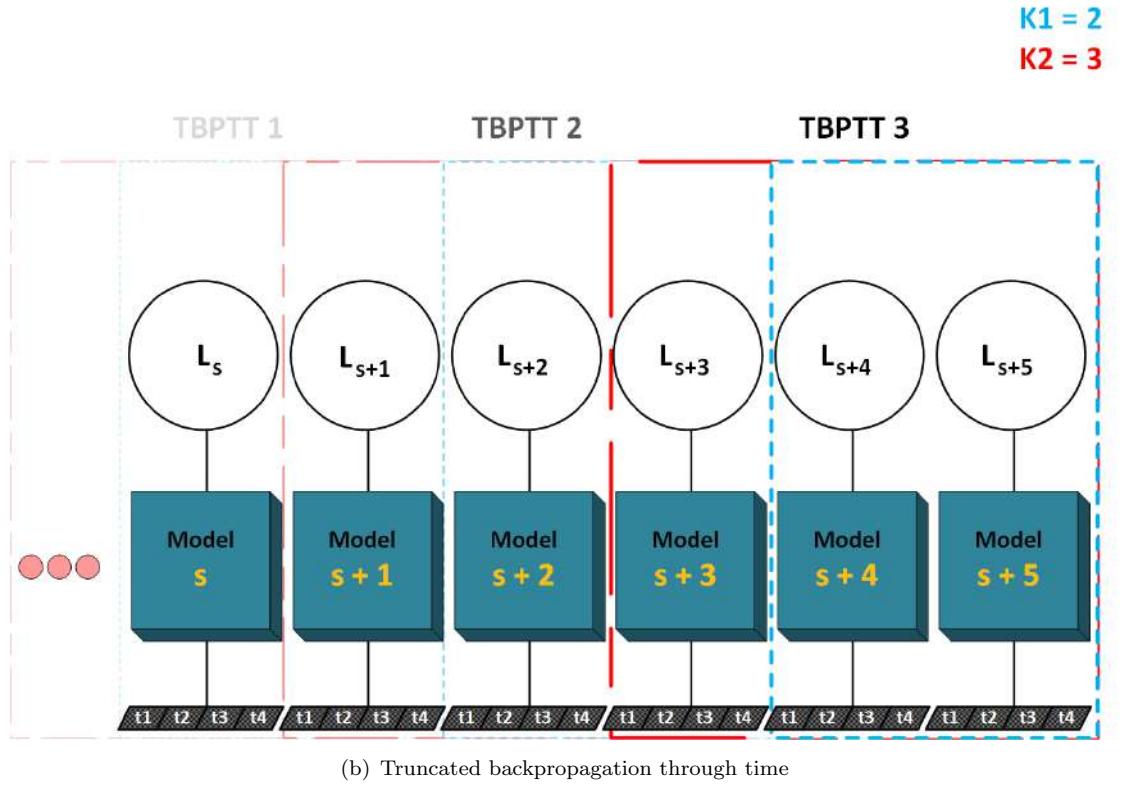 K1 = 2
K2 = 3
TBPTT 1 TBPTT 2 TBPTT 3
Ls Ls+1 Ls+2 Ls+3 Ls+4 Ls+5
Model Model Model Model Model Model
s s + 1 s + 2 s + 3 s + 4 s + 5
t1 t2 t3 t4 t1 t2 t3 t4 t1 t2 t3 t4 t1 t2 t3 t4 t1 t2 t3 t4 t1 t2 t3 t4
(b) Truncated backpropagation through time